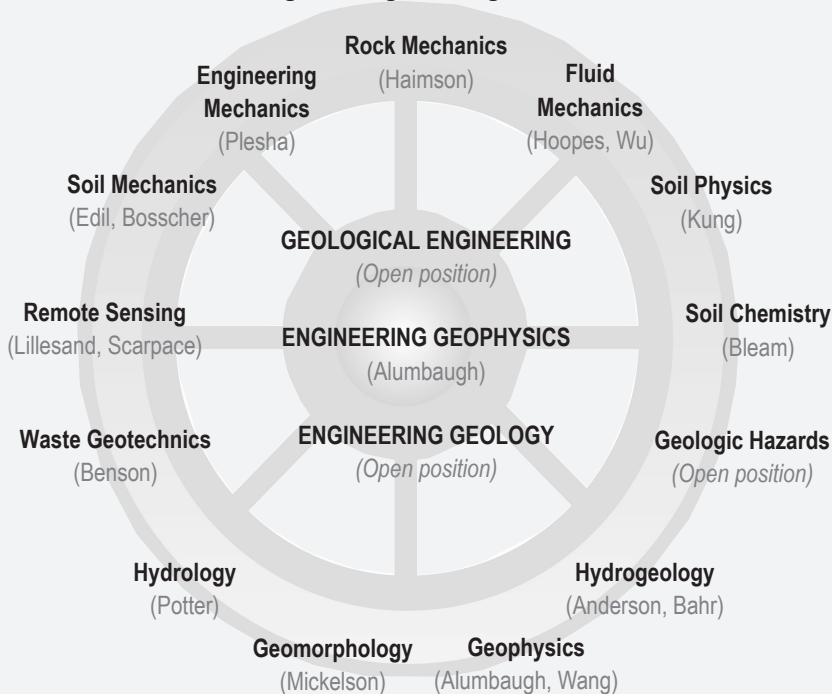 Rock Mechanics
(Haimson)
Engineering
Mechanics
(Plesha)
Fluid
Mechanics
(Hoopes, Wu)
Soil Mechanics
(Edil, Bosscher)
Soil Physics
(Kung)
GEOLOGICAL ENGINEERING
(Open position)
Remote Sensing
(Lillesand, Scarpace)
ENGINEERING GEOPHYSICS
(Alumbaugh)
Soil Chemistry
(Bleam)
Waste Geotechnics
(Benson)
ENGINEERING GEOLOGY
(Open position)
Geologic Hazards
(Open position)
Hydrology
(Potter)
Hydrogeology
(Anderson, Bahr)
Geomorphology
(Mickelson)
Geophysics
(Alumbaugh, Wang)